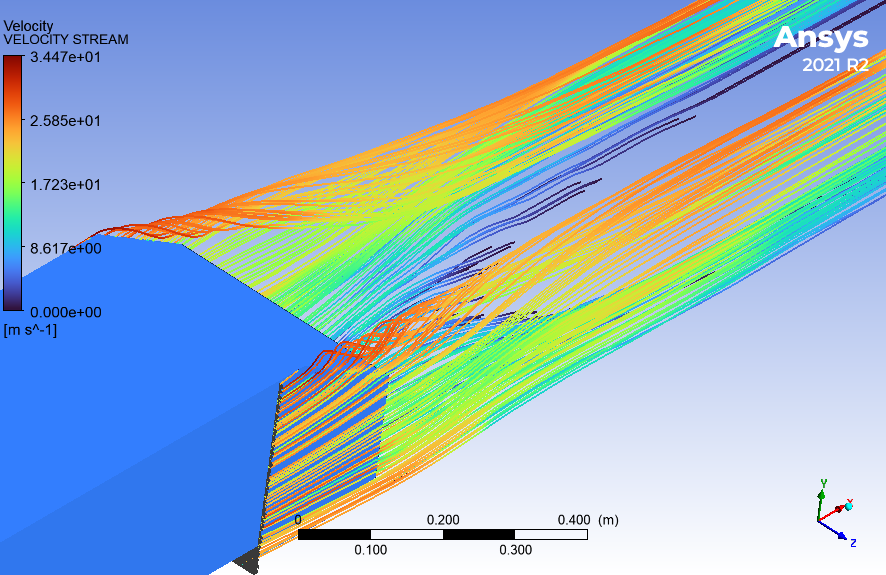 Velocity
VELOCITY STREAM
3.447e+01
2.585e+01
1.723e+01
8.617e+00
0.000e+00
[m s^-1]
Ansys
2021 R2
0 0.200 0.400 (m)
0.100 0.300
Y
X
Z